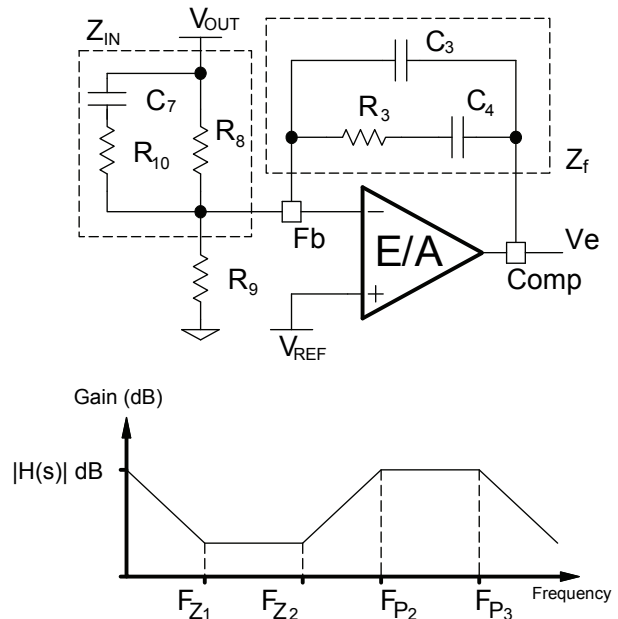 V_OUT
Z_IN
C_7
R_10
R_8
R_9
C_3
R_3
C_4
Z_f
Fb
−
E/A
+
V_REF
Ve
Comp
Gain (dB)
|H(s)| dB
F_Z1
F_Z2
F_P2
F_P3
Frequency